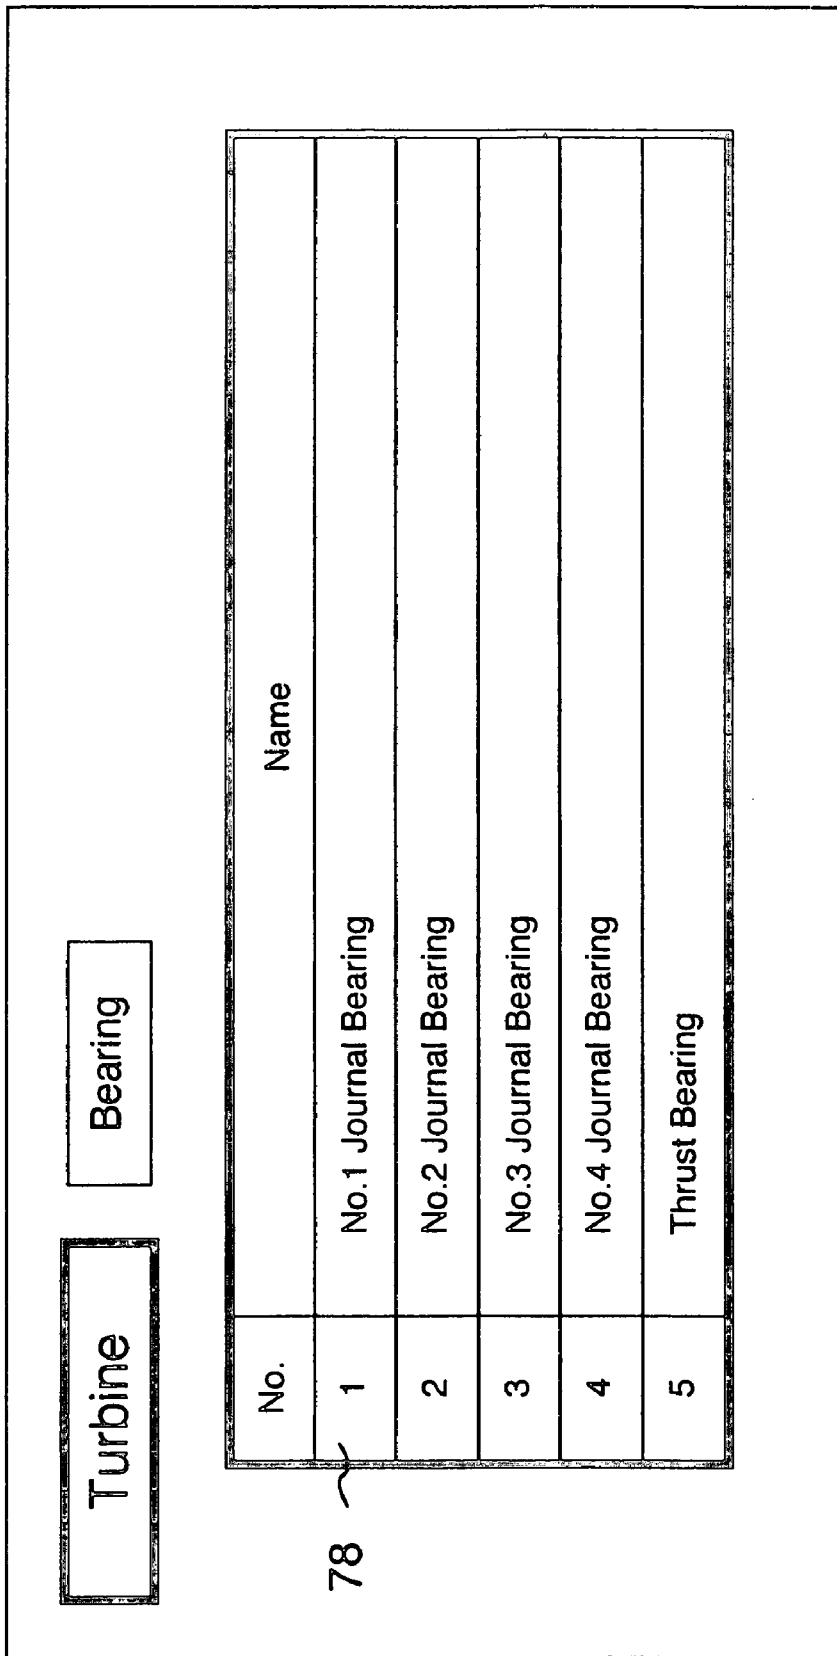 Turbine Bearing
No. Name
1 No.1 Journal Bearing
2 No.2 Journal Bearing
3 No.3 Journal Bearing
4 No.4 Journal Bearing
5 Thrust Bearing
78